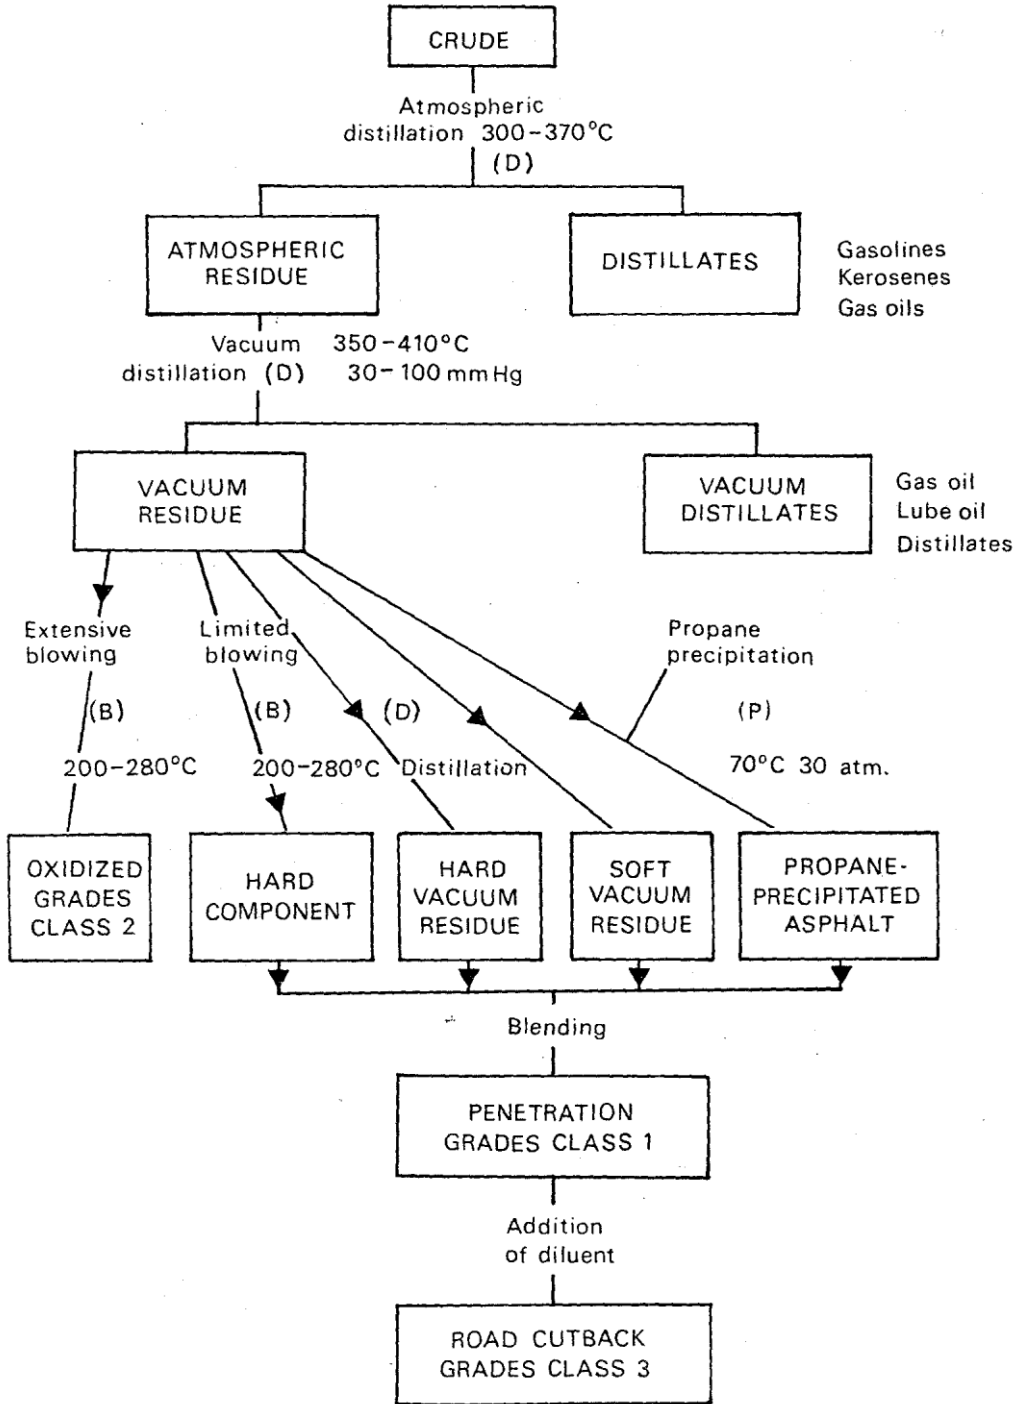 CRUDE
Atmospheric
distillation 300-370°C
(D)
ATMOSPHERIC
RESIDUE
DISTILLATES
Gasolines
Kerosenes
Gas oils
Vacuum 350-410°C
distillation (D) 30-100 mm Hg
VACUUM
RESIDUE
VACUUM
DISTILLATES
Gas oil
Lube oil
Distillates
Extensive
blowing
(B)
200-280°C
Limited
blowing
(B)
200-280°C
(D)
Distillation
Propane
precipitation
(P)
70°C 30 atm.
OXIDIZED
GRADES
CLASS 2
HARD
COMPONENT
HARD
VACUUM
RESIDUE
SOFT
VACUUM
RESIDUE
PROPANE-
PRECIPITATED
ASPHALT
Blending
PENETRATION
GRADES CLASS 1
Addition
of diluent
ROAD CUTBACK
GRADES CLASS 3